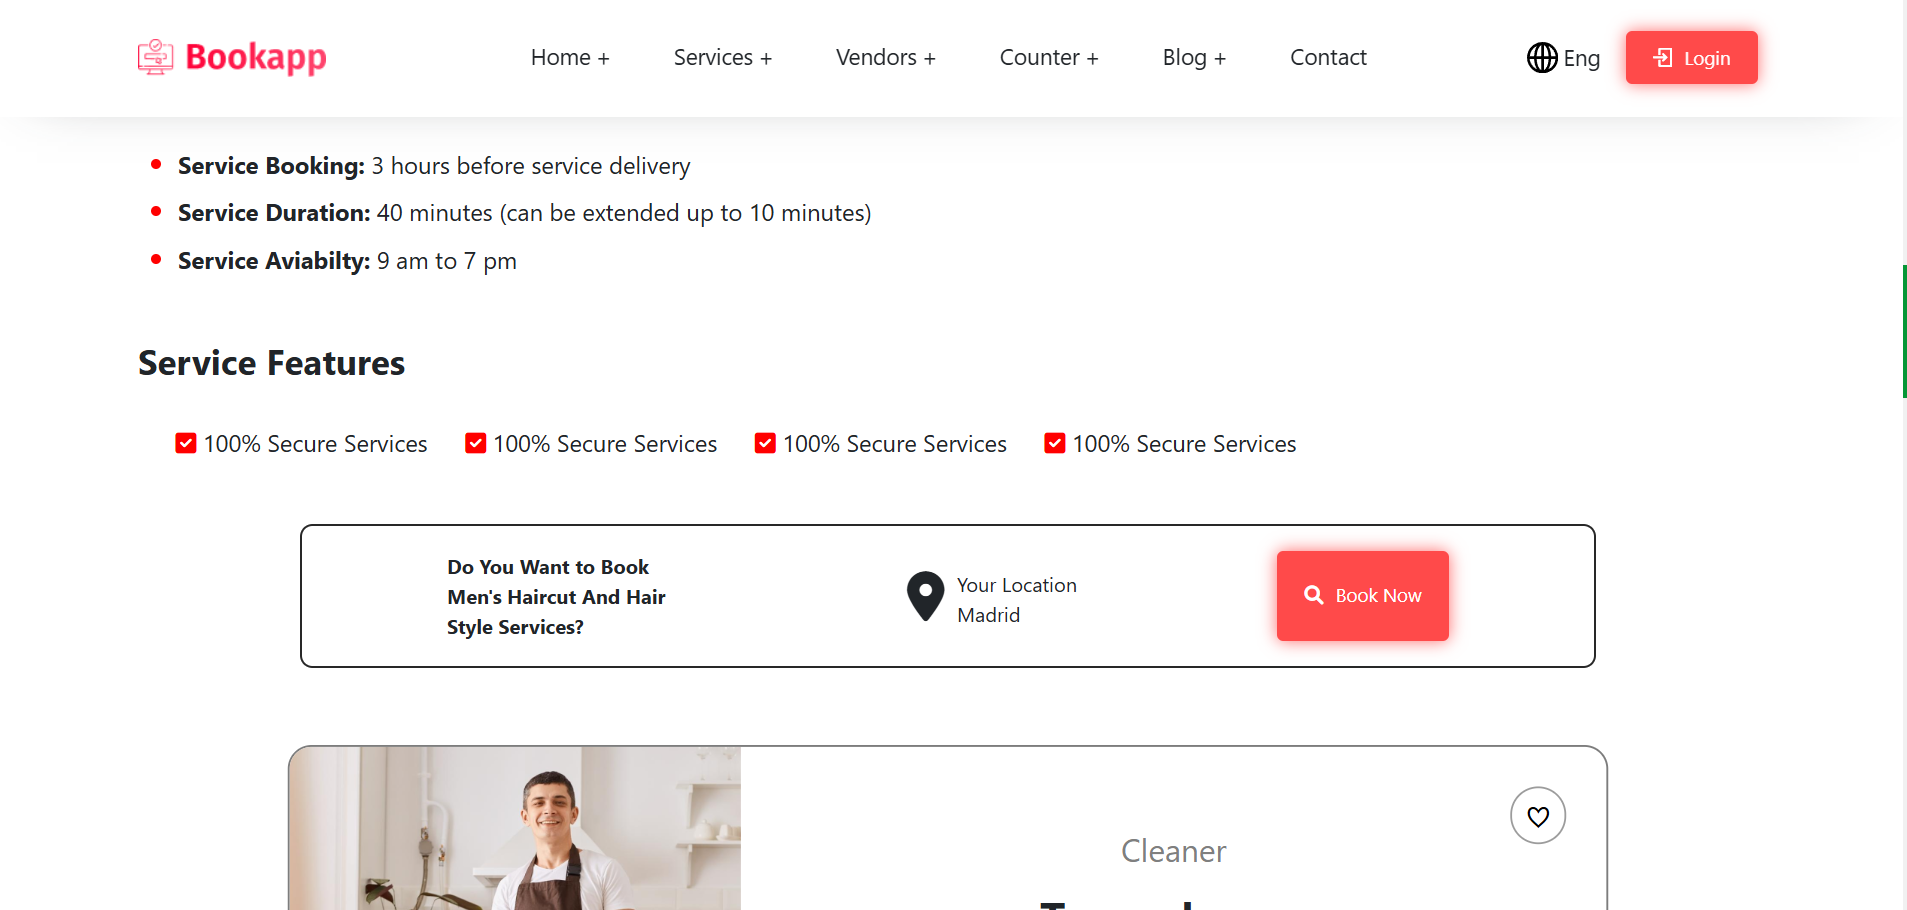 Bookapp
Home +
Services +
Vendors +
Counter +
Blog +
Contact
Eng
Login
Service Booking: 3 hours before service delivery
Service Duration: 40 minutes (can be extended up to 10 minutes)
Service Aviabilty: 9 am to 7 pm
Service Features
100% Secure Services
100% Secure Services
100% Secure Services
100% Secure Services
Do You Want to Book
Men's Haircut And Hair
Style Services?
Your Location
Madrid
Book Now
Cleaner